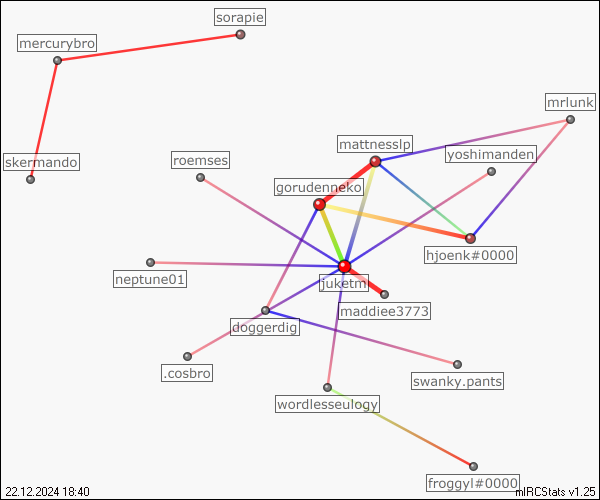 sorapie
mercurybro
mrlunk
mattnesslp
yoshimanden
skermando
roemses
gorudenneko
hjoenk#0000
neptune01
juketm
maddiee3773
doggerdig
.cosbro
swanky.pants
wordlesseulogy
froggyl#0000
22.12.2024 18:40
mIRCStats v1.25